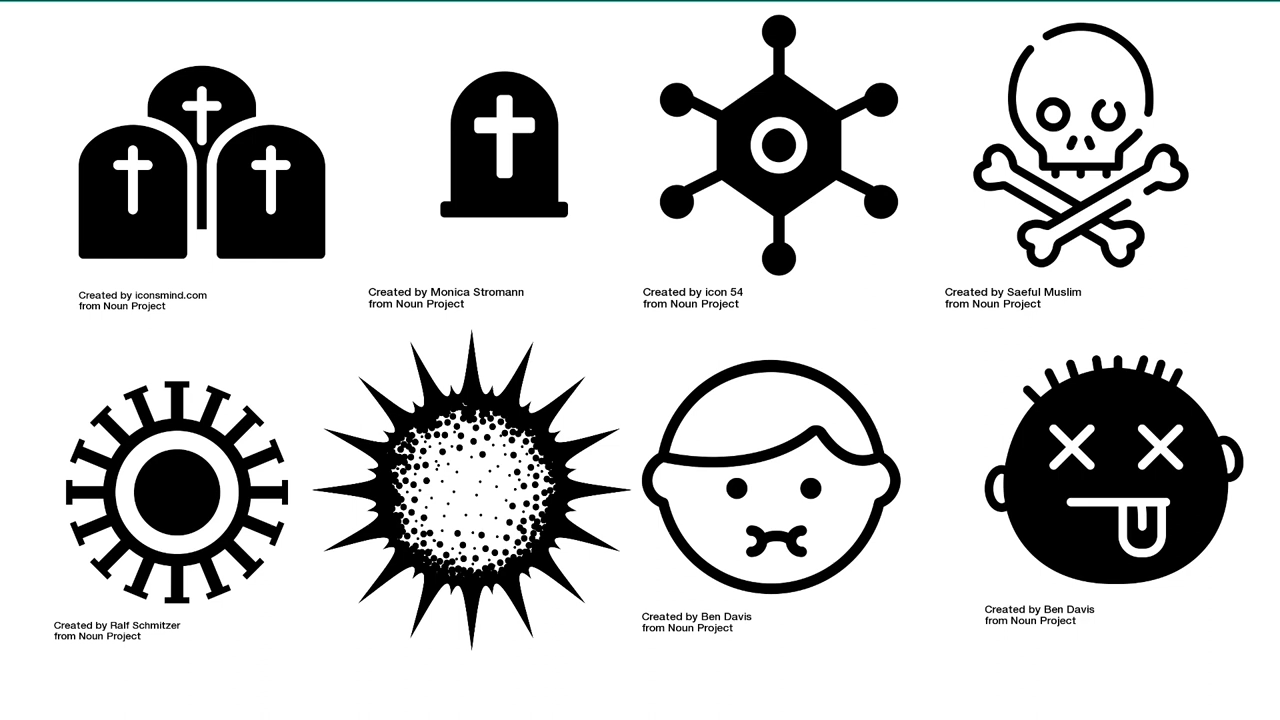 Created by iconsmind.com
from Noun Project
Created by Monica Stromann
from Noun Project
Created by icon 54
from Noun Project
Created by Saeful Muslim
from Noun Project
Created by Ralf Schmitzer
from Noun Project
Created by Ben Davis
from Noun Project
Created by Ben Davis
from Noun Project